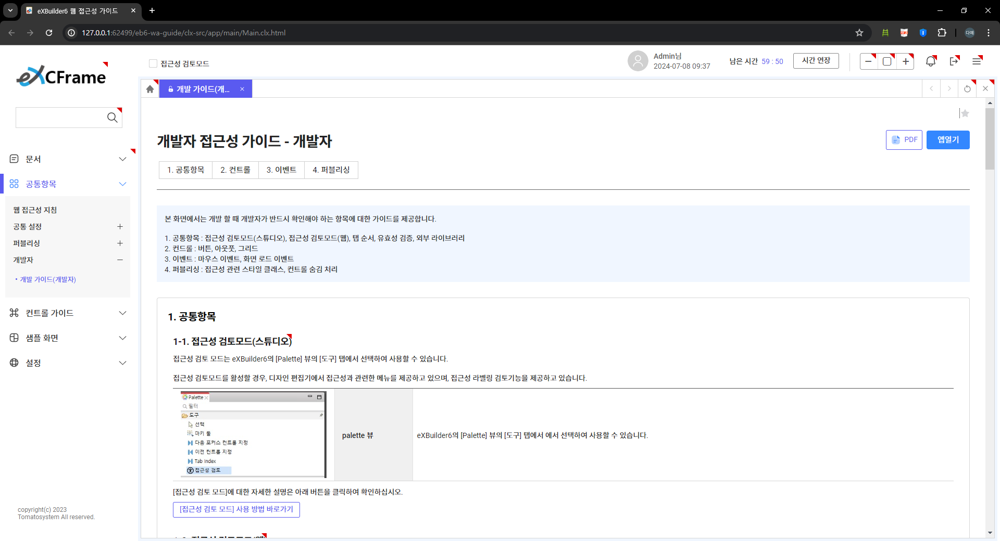 eXBuilder6 웹 접근성 가이드
127.0.0.1:62499/eb6-wa-guide/clx-src/app/main/Main.clx.html
다예
eXCFrame
접근성 검토모드
Admin님
2024-07-08 09:37
남은 시간 59 : 50
시간 연장
개발 가이드(개...
문서
공통항목
웹 접근성 지침
공통 설정
퍼블리싱
개발자
• 개발 가이드(개발자)
컨트롤 가이드
샘플 화면
설정
copyright(c) 2023
Tomatosystem All reserved.
개발자 접근성 가이드 - 개발자
PDF
앱열기
1. 공통항목
2. 컨트롤
3. 이벤트
4. 퍼블리싱
본 화면에서는 개발 할 때 개발자가 반드시 확인해야 하는 항목에 대한 가이드를 제공합니다.
1. 공통항목 : 접근성 검토모드(스튜디오), 접근성 검토모드(웹), 탭 순서, 유효성 검증, 외부 라이브러리
2. 컨드롤 : 버튼, 아웃풋, 그리드
3. 이벤트 : 마우스 이벤트, 화면 로드 이벤트
4. 퍼블리싱 : 접근성 관련 스타일 클래스, 컨트롤 숨김 처리
1. 공통항목
1-1. 접근성 검토모드(스튜디오)
접근성 검토 모드는 eXBuilder6의 [Palette] 뷰의 [도구] 탭에서 선택하여 사용할 수 있습니다.
접근성 검토모드를 활성할 경우, 디자인 편집기에서 접근성과 관련한 메뉴를 제공하고 있으며, 접근성 라벨링 검토기능을 제공하고 있습니다.
Palette
필터
도구
선택
마키 툴
다음 포커스 컨트롤 지정
이전 컨트롤 지정
Tab Index
접근성 검토
palette 뷰
eXBuilder6의 [Palette] 뷰의 [도구] 탭에서 에서 선택하여 사용할 수 있습니다.
[접근성 검토 모드]에 대한 자세한 설명은 아래 버튼을 클릭하여 확인하십시오.
[접근성 검토 모드] 사용 방법 바로가기